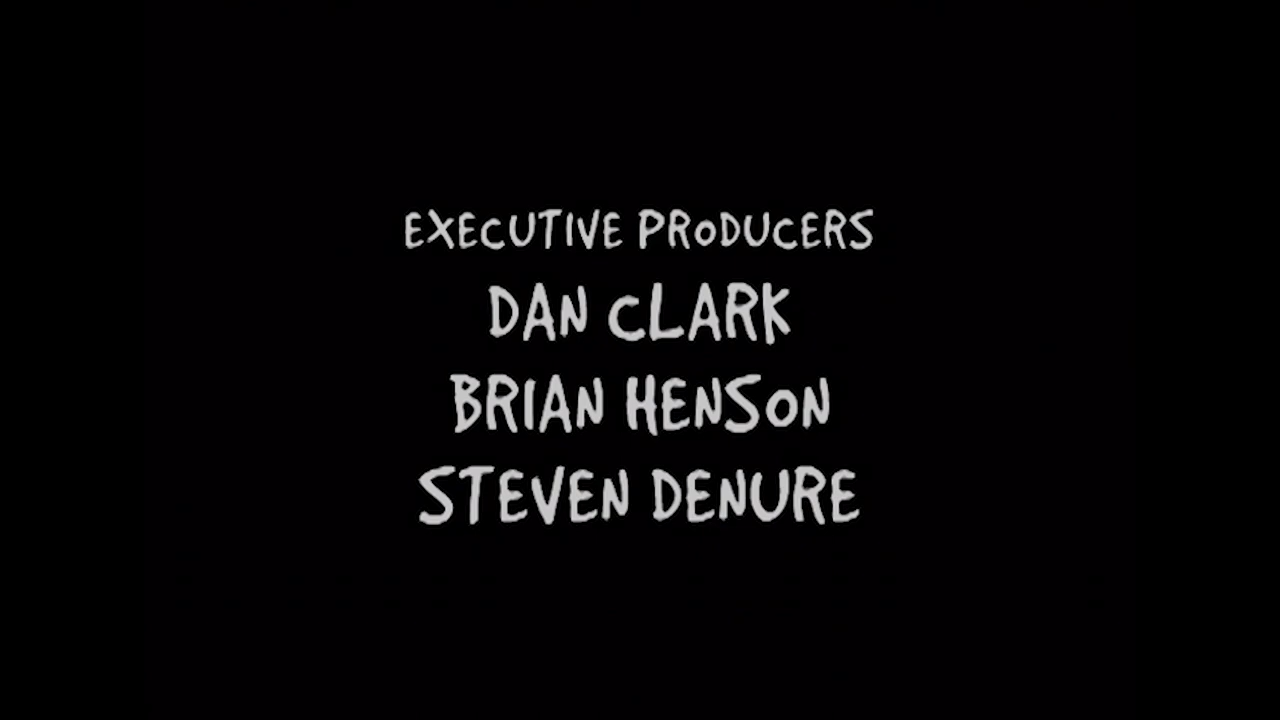 EXECUTIVE PRODUCERS
DAN CLARK
BRIAN HENSON
STEVEN DENURE